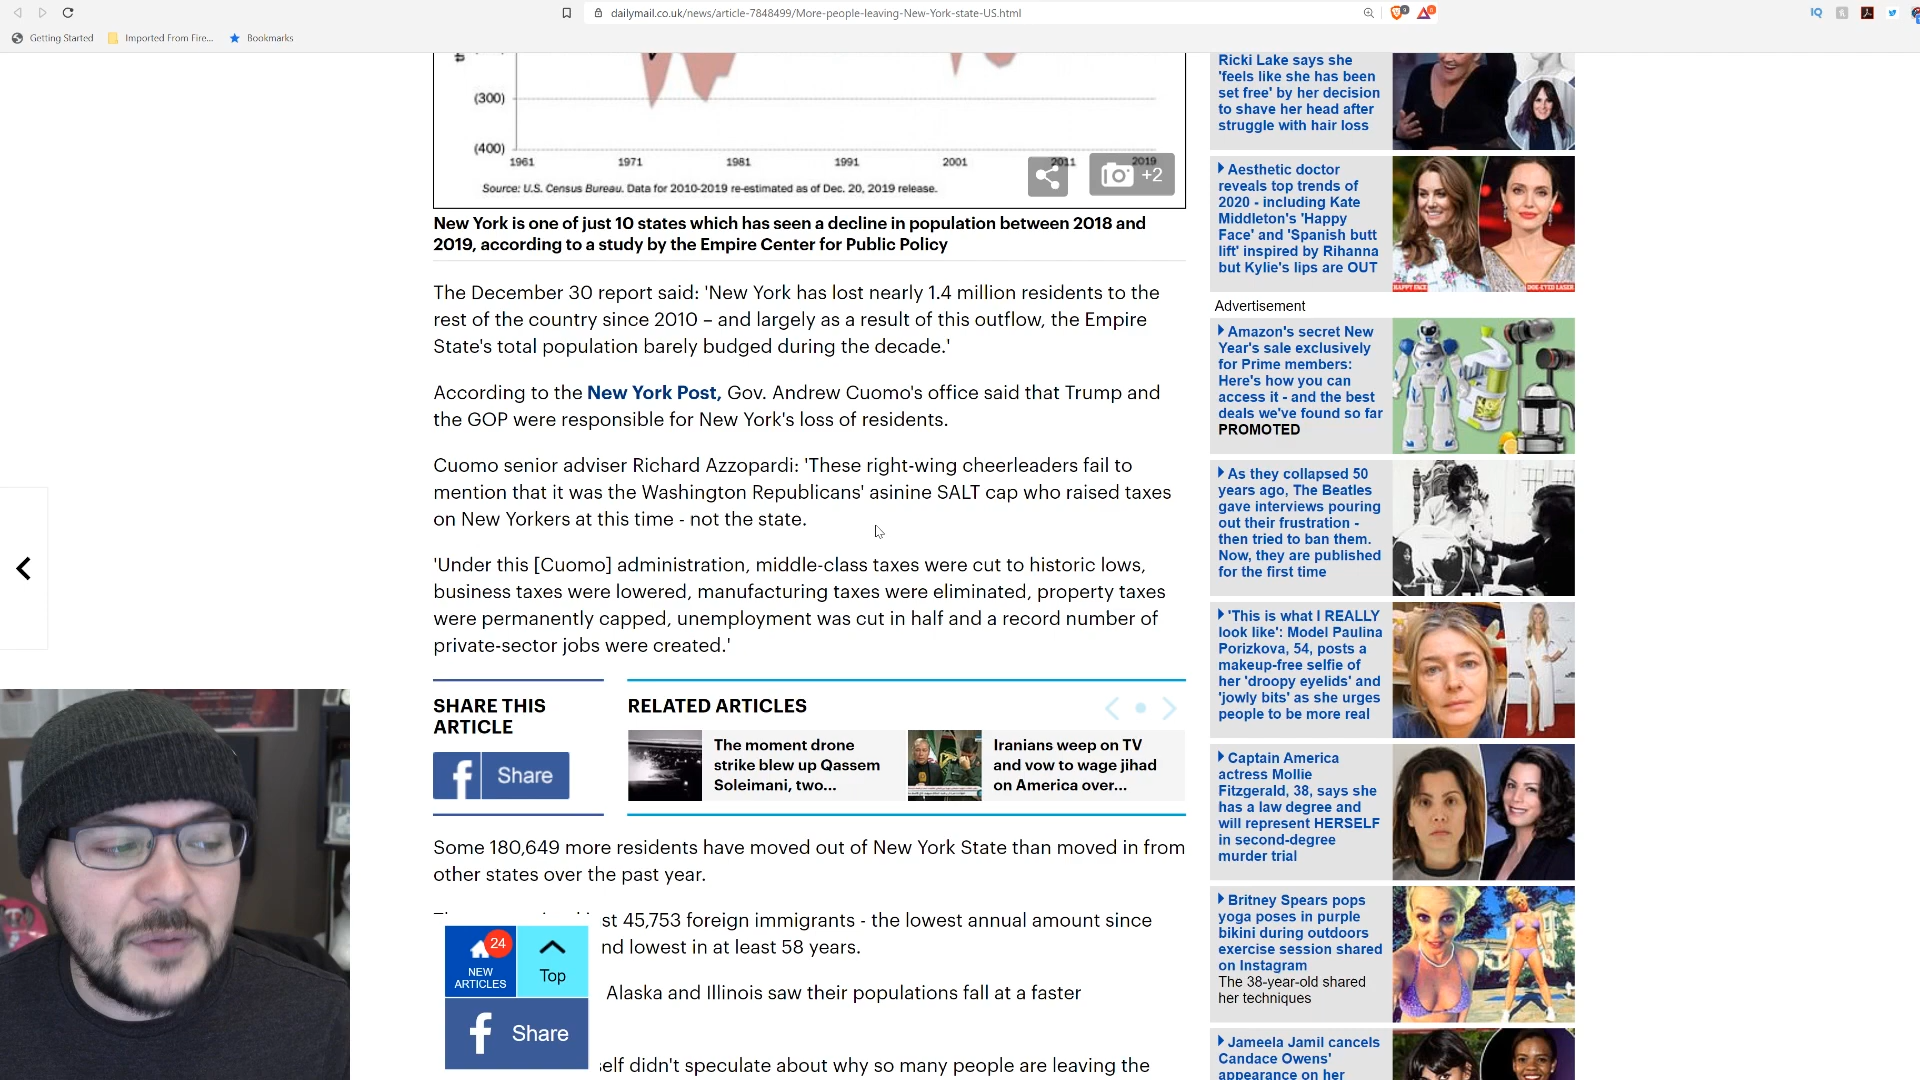 dailymail.co.uk/news/article-7848499/More-people-leaving-New-York-state-US.html
Getting Started
Imported From Fire...
Bookmarks
IQ
(300)
(400)
1961
1971
1981
1991
2001
2011
2019
Source: U.S. Census Bureau. Data for 2010-2019 re-estimated as of Dec. 20, 2019 release.
+2
New York is one of just 10 states which has seen a decline in population between 2018 and
2019, according to a study by the Empire Center for Public Policy
The December 30 report said: 'New York has lost nearly 1.4 million residents to the
rest of the country since 2010 – and largely as a result of this outflow, the Empire
State's total population barely budged during the decade.'
According to the New York Post, Gov. Andrew Cuomo's office said that Trump and
the GOP were responsible for New York's loss of residents.
Cuomo senior adviser Richard Azzopardi: 'These right-wing cheerleaders fail to
mention that it was the Washington Republicans' asinine SALT cap who raised taxes
on New Yorkers at this time - not the state.
'Under this [Cuomo] administration, middle-class taxes were cut to historic lows,
business taxes were lowered, manufacturing taxes were eliminated, property taxes
were permanently capped, unemployment was cut in half and a record number of
private-sector jobs were created.'
SHARE THIS
ARTICLE
f Share
RELATED ARTICLES
The moment drone
strike blew up Qassem
Soleimani, two...
Iranians weep on TV
and vow to wage jihad
on America over...
Some 180,649 more residents have moved out of New York State than moved in from
other states over the past year.
st 45,753 foreign immigrants - the lowest annual amount since
nd lowest in at least 58 years.
Alaska and Illinois saw their populations fall at a faster
elf didn't speculate about why so many people are leaving the
24
NEW
ARTICLES
Top
f Share
Ricki Lake says she
'feels like she has been
set free' by her decision
to shave her head after
struggle with hair loss
Aesthetic doctor
reveals top trends of
2020 - including Kate
Middleton's 'Happy
Face' and 'Spanish butt
lift' inspired by Rihanna
but Kylie's lips are OUT
HAPPY FACE
DOE-EYED LASER
Advertisement
Amazon's secret New
Year's sale exclusively
for Prime members:
Here's how you can
access it - and the best
deals we've found so far
PROMOTED
As they collapsed 50
years ago, The Beatles
gave interviews pouring
out their frustration -
then tried to ban them.
Now, they are published
for the first time
'This is what I REALLY
look like': Model Paulina
Porizkova, 54, posts a
makeup-free selfie of
her 'droopy eyelids' and
'jowly bits' as she urges
people to be more real
Captain America
actress Mollie
Fitzgerald, 38, says she
has a law degree and
will represent HERSELF
in second-degree
murder trial
Britney Spears pops
yoga poses in purple
bikini during outdoors
exercise session shared
on Instagram
The 38-year-old shared
her techniques
Jameela Jamil cancels
Candace Owens'
appearance on her